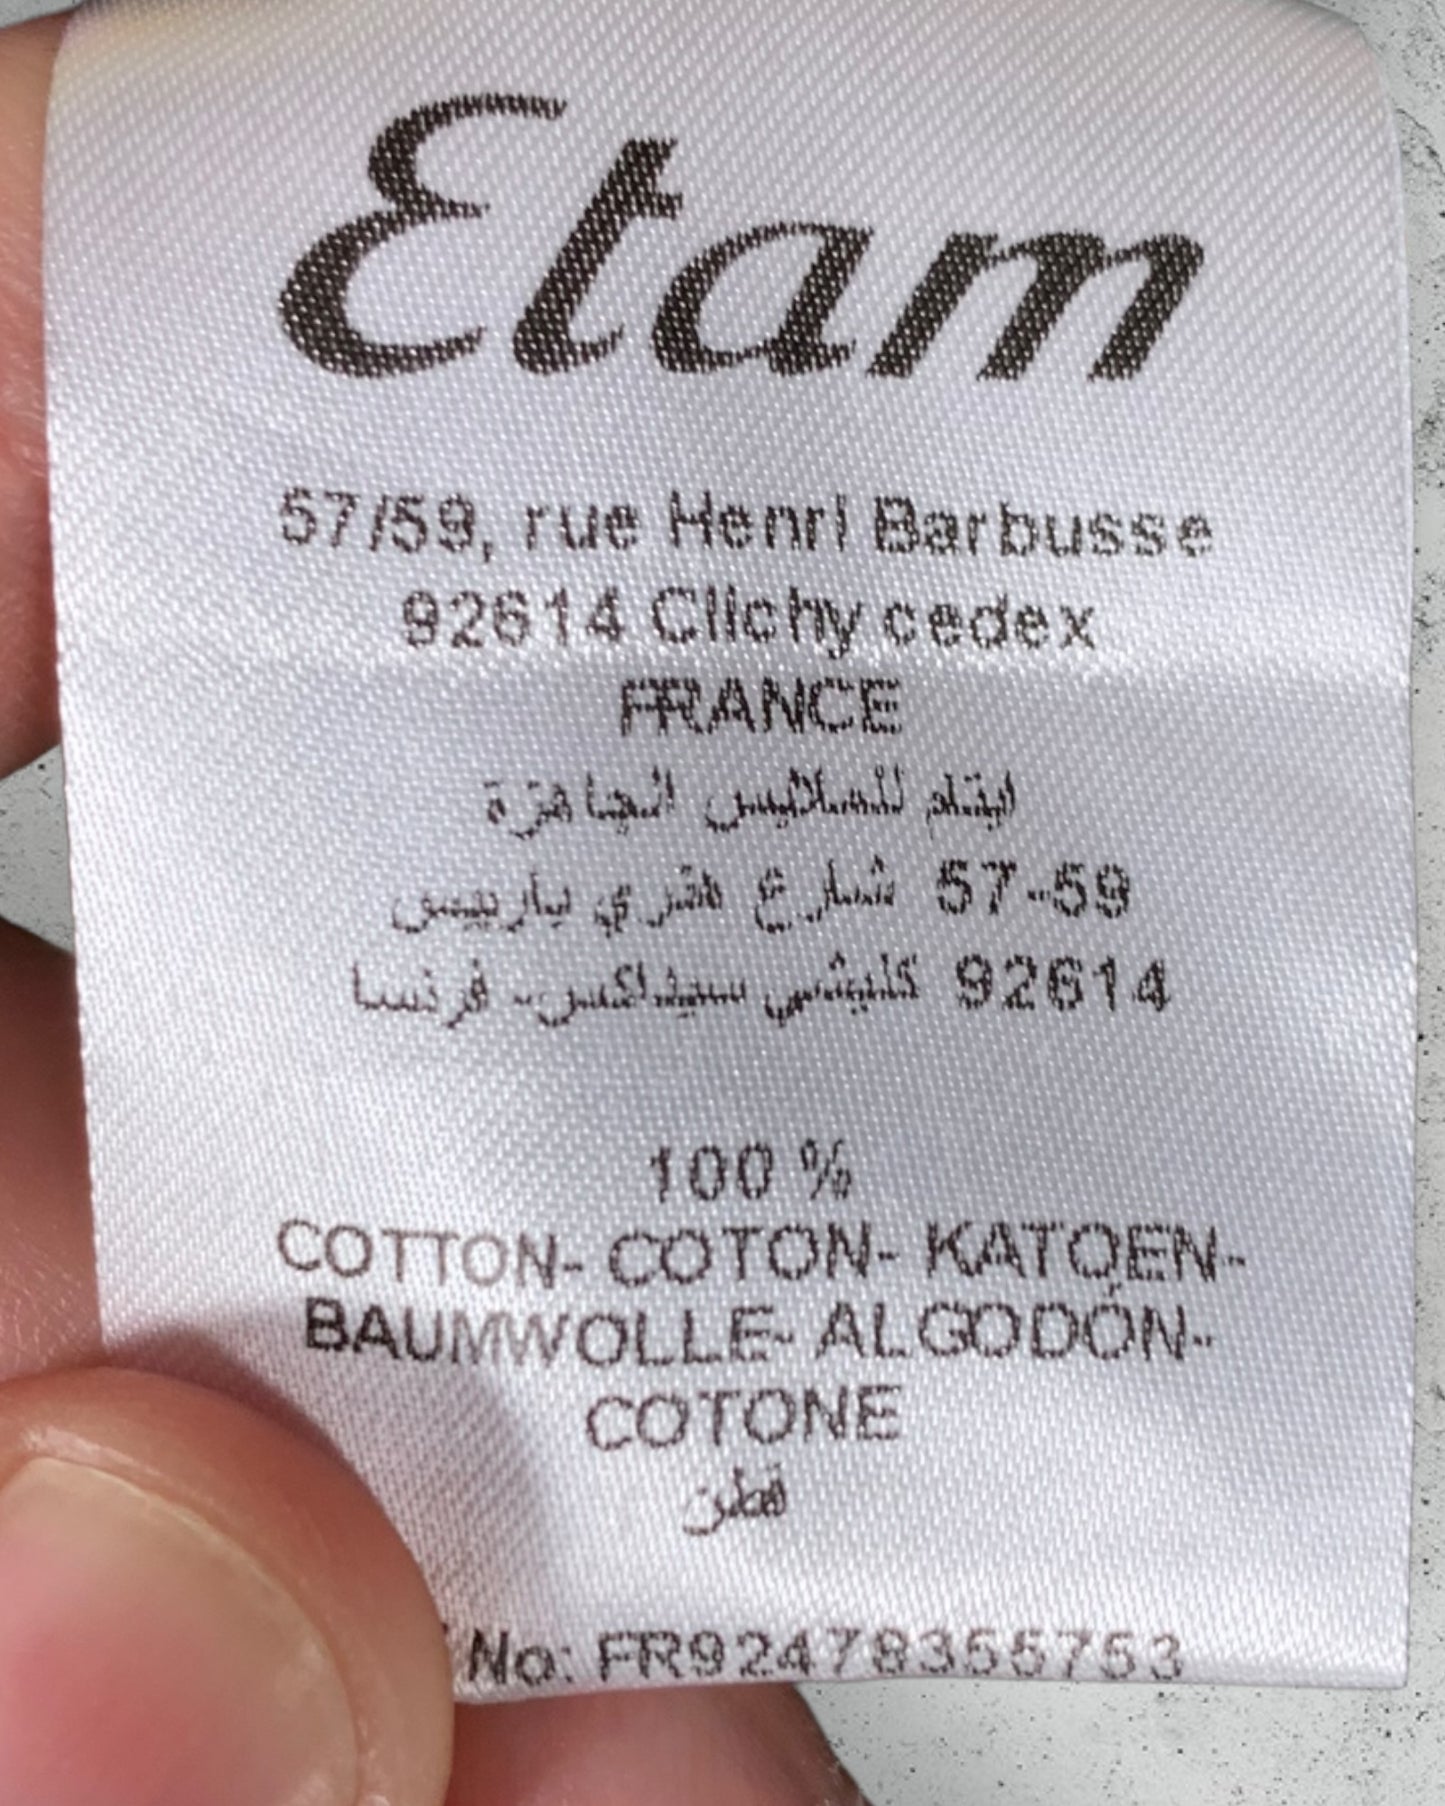 Etam
57/59, rue Henri Barbusse
92614 Clichy cedex
FRANCE
ايتام للملابس الجاهزة
57-59 شارع هنري باربيس
92614 كليشي سيداكس- فرنسا
100 %
COTTON- COTON- KATOEN-
BAUMWOLLE- ALGODÓN-
COTONE
قطن
No: FR92478355753